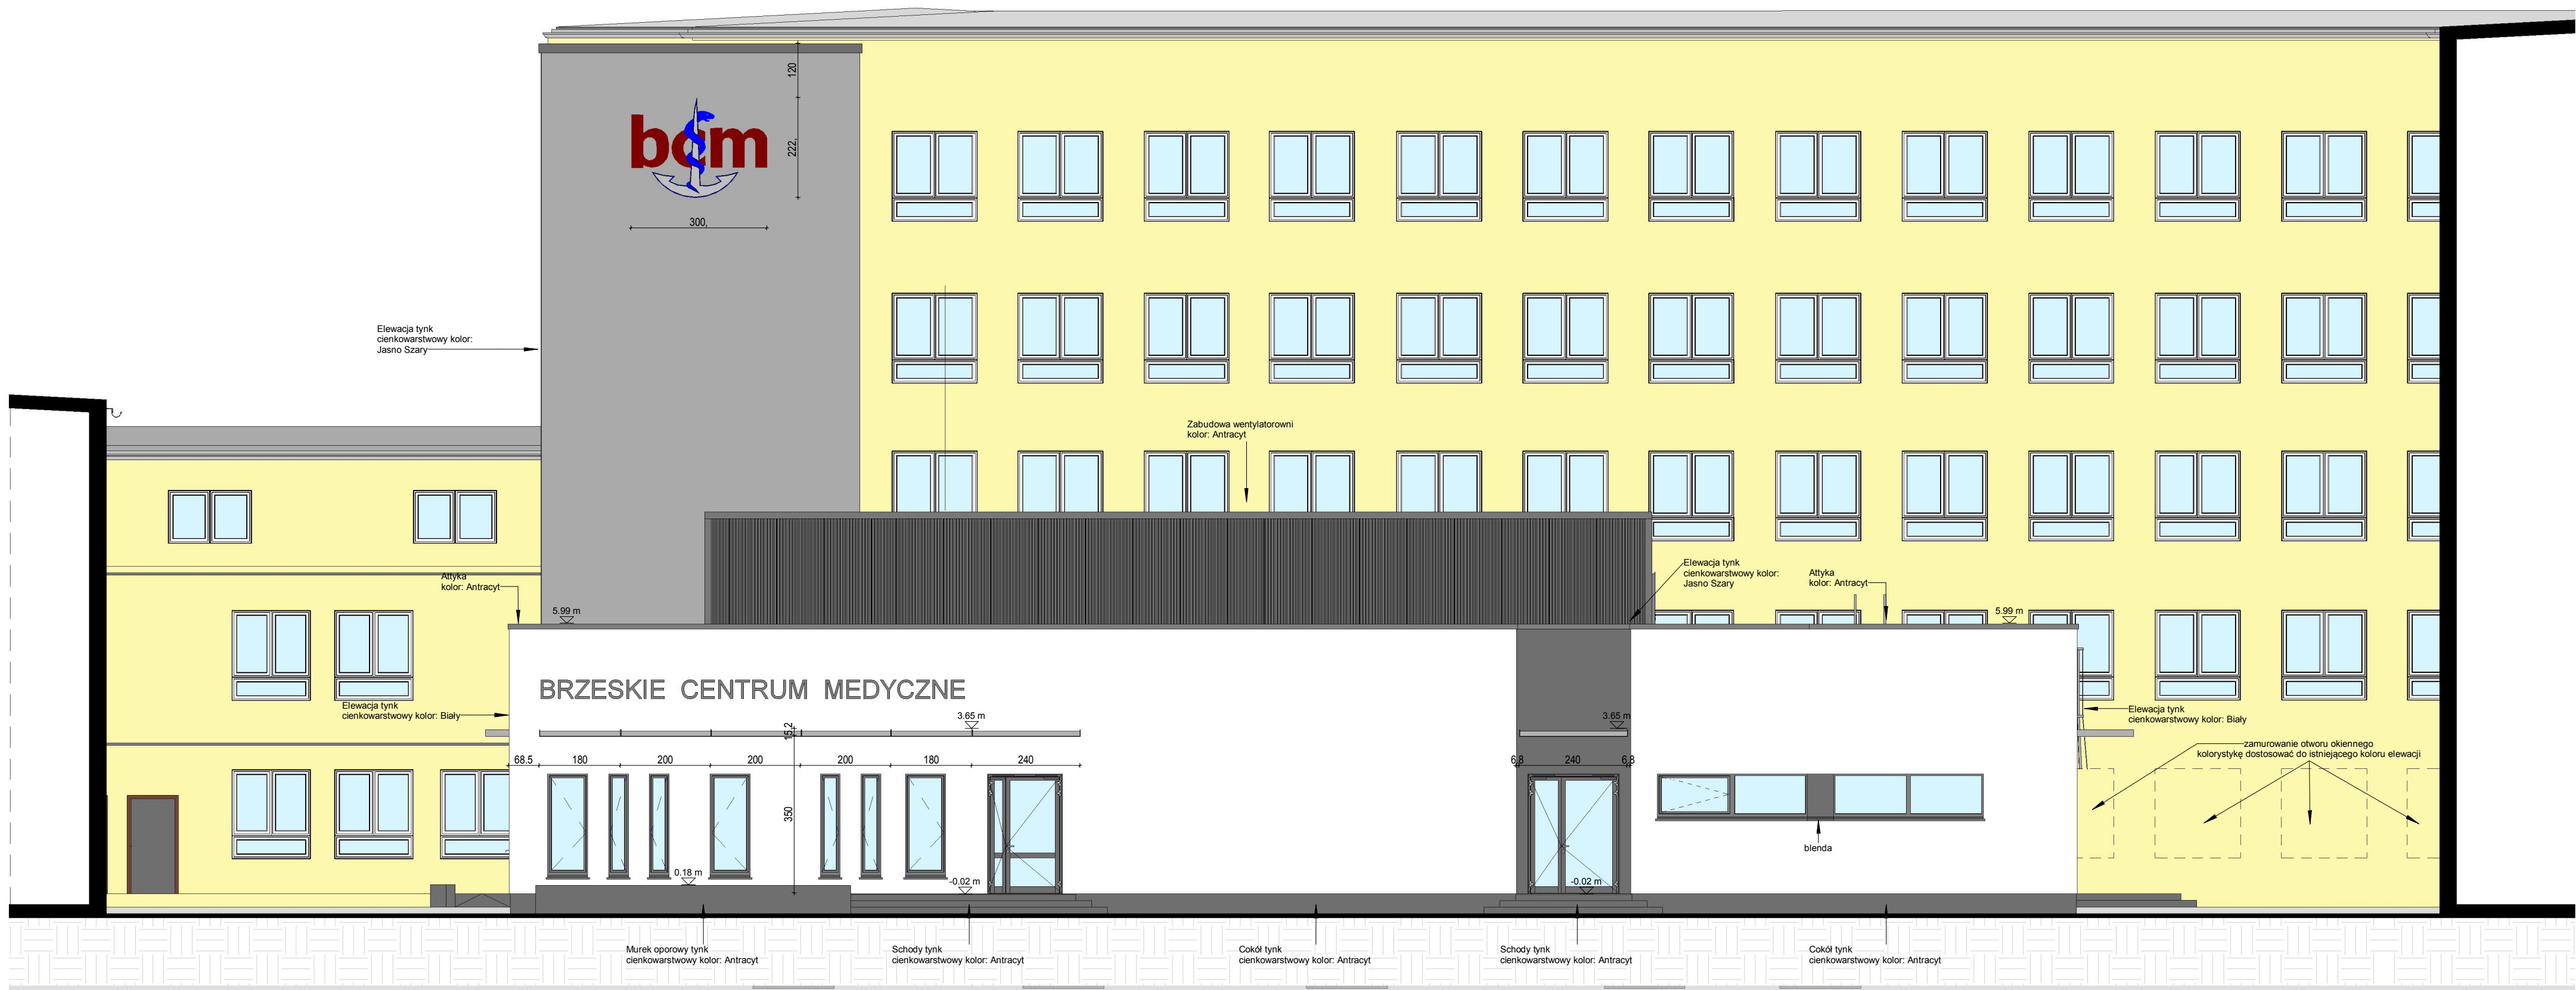 120
bcm
222,
300,
Elewacja tynk
cienkowarstwowy kolor:
Jasno Szary
Zabudowa wentylatorowni
kolor: Antracyt
Attyka
kolor: Antracyt
5.99 m
Elewacja tynk
cienkowarstwowy kolor:
Jasno Szary
Attyka
kolor: Antracyt
5.99 m
BRZESKIE CENTRUM MEDYCZNE
Elewacja tynk
cienkowarstwowy kolor: Biały
3.65 m
3.65 m
Elewacja tynk
cienkowarstwowy kolor: Biały
15,2
zamurowanie otworu okiennego
kolorystykę dostosować do istniejącego koloru elewacji
68.5 180 200 200 200 180 240
6,8 240 6,8
350
blenda
0.18 m
-0.02 m
-0.02 m
Murek oporowy tynk
cienkowarstwowy kolor: Antracyt
Schody tynk
cienkowarstwowy kolor: Antracyt
Cokół tynk
cienkowarstwowy kolor: Antracyt
Schody tynk
cienkowarstwowy kolor: Antracyt
Cokół tynk
cienkowarstwowy kolor: Antracyt